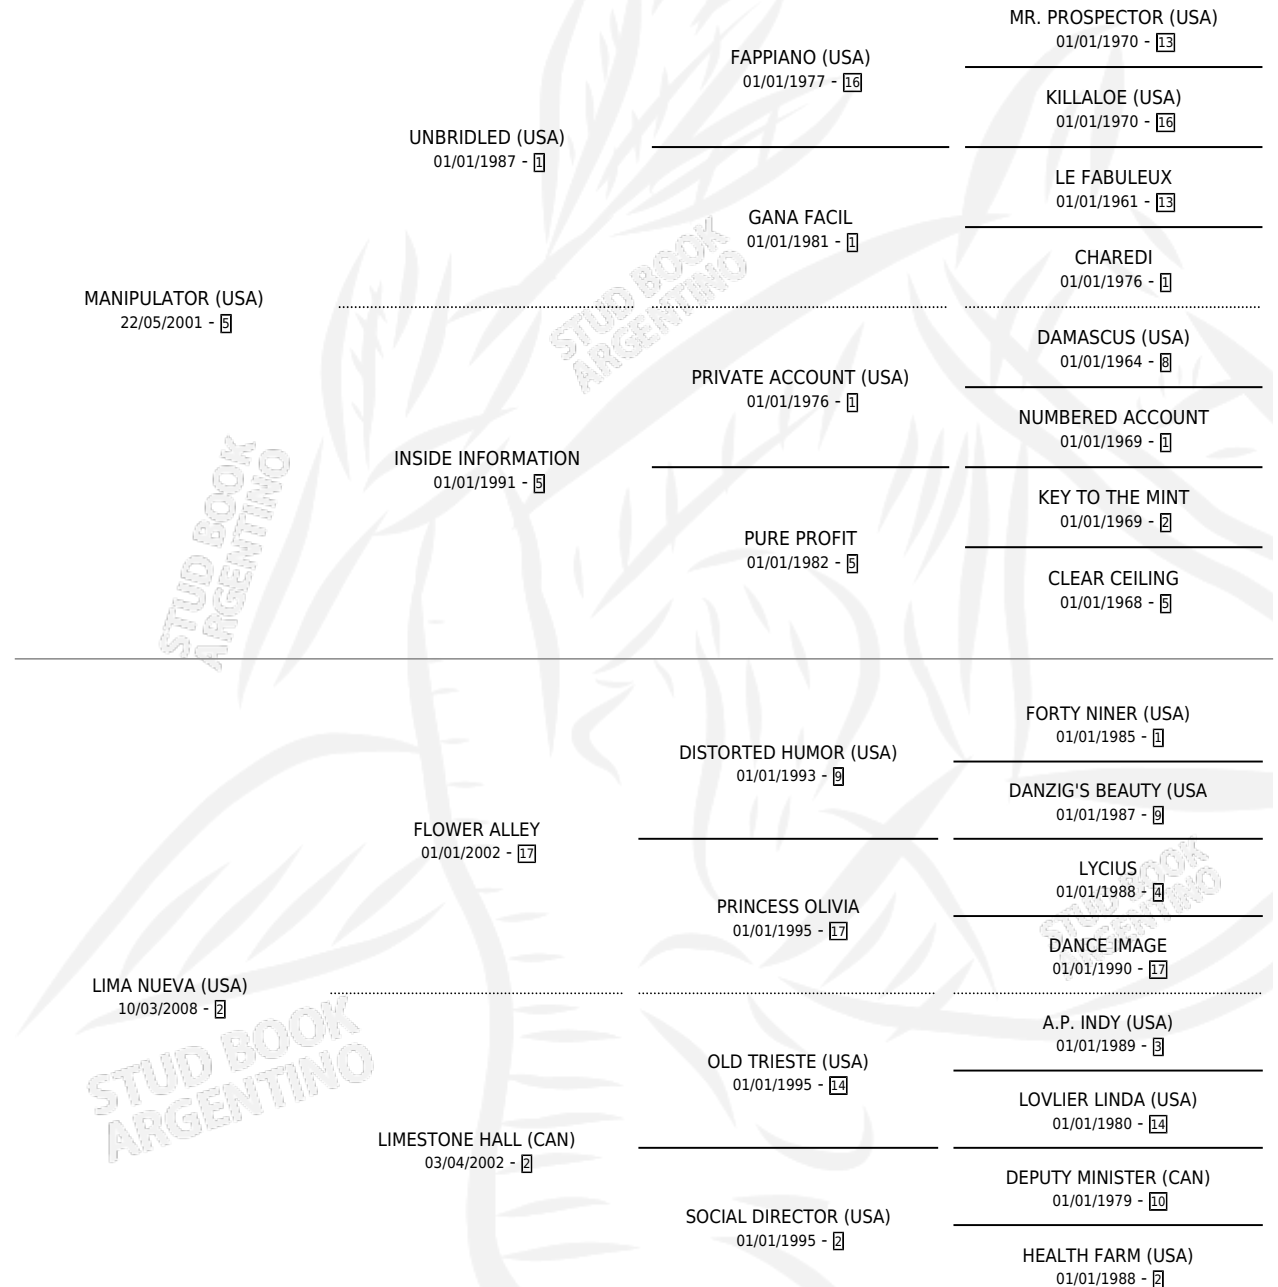 MR. PROSPECTOR (USA)
01/01/1970 - 13
FAPPIANO (USA)
01/01/1977 - 16
KILLALOE (USA)
01/01/1970 - 16
UNBRIDLED (USA)
01/01/1987 - 1
LE FABULEUX
01/01/1961 - 13
GANA FACIL
01/01/1981 - 1
CHAREDI
01/01/1976 - 1
MANIPULATOR (USA)
22/05/2001 - 5
DAMASCUS (USA)
01/01/1964 - 8
PRIVATE ACCOUNT (USA)
01/01/1976 - 1
NUMBERED ACCOUNT
01/01/1969 - 1
INSIDE INFORMATION
01/01/1991 - 5
KEY TO THE MINT
01/01/1969 - 2
PURE PROFIT
01/01/1982 - 5
CLEAR CEILING
01/01/1968 - 5
STUD BOOK
ARGENTINO
STUD BOOK
ARGENTINO
FORTY NINER (USA)
01/01/1985 - 1
DISTORTED HUMOR (USA)
01/01/1993 - 9
DANZIG'S BEAUTY (USA
01/01/1987 - 9
FLOWER ALLEY
01/01/2002 - 17
LYCIUS
01/01/1988 - 4
PRINCESS OLIVIA
01/01/1995 - 17
DANCE IMAGE
01/01/1990 - 17
LIMA NUEVA (USA)
10/03/2008 - 2
A.P. INDY (USA)
01/01/1989 - 3
OLD TRIESTE (USA)
01/01/1995 - 14
LOVLIER LINDA (USA)
01/01/1980 - 14
LIMESTONE HALL (CAN)
03/04/2002 - 2
DEPUTY MINISTER (CAN)
01/01/1979 - 10
SOCIAL DIRECTOR (USA)
01/01/1995 - 2
HEALTH FARM (USA)
01/01/1988 - 2
STUD BOOK
ARGENTINO
STUD BOOK
ARGENTINO